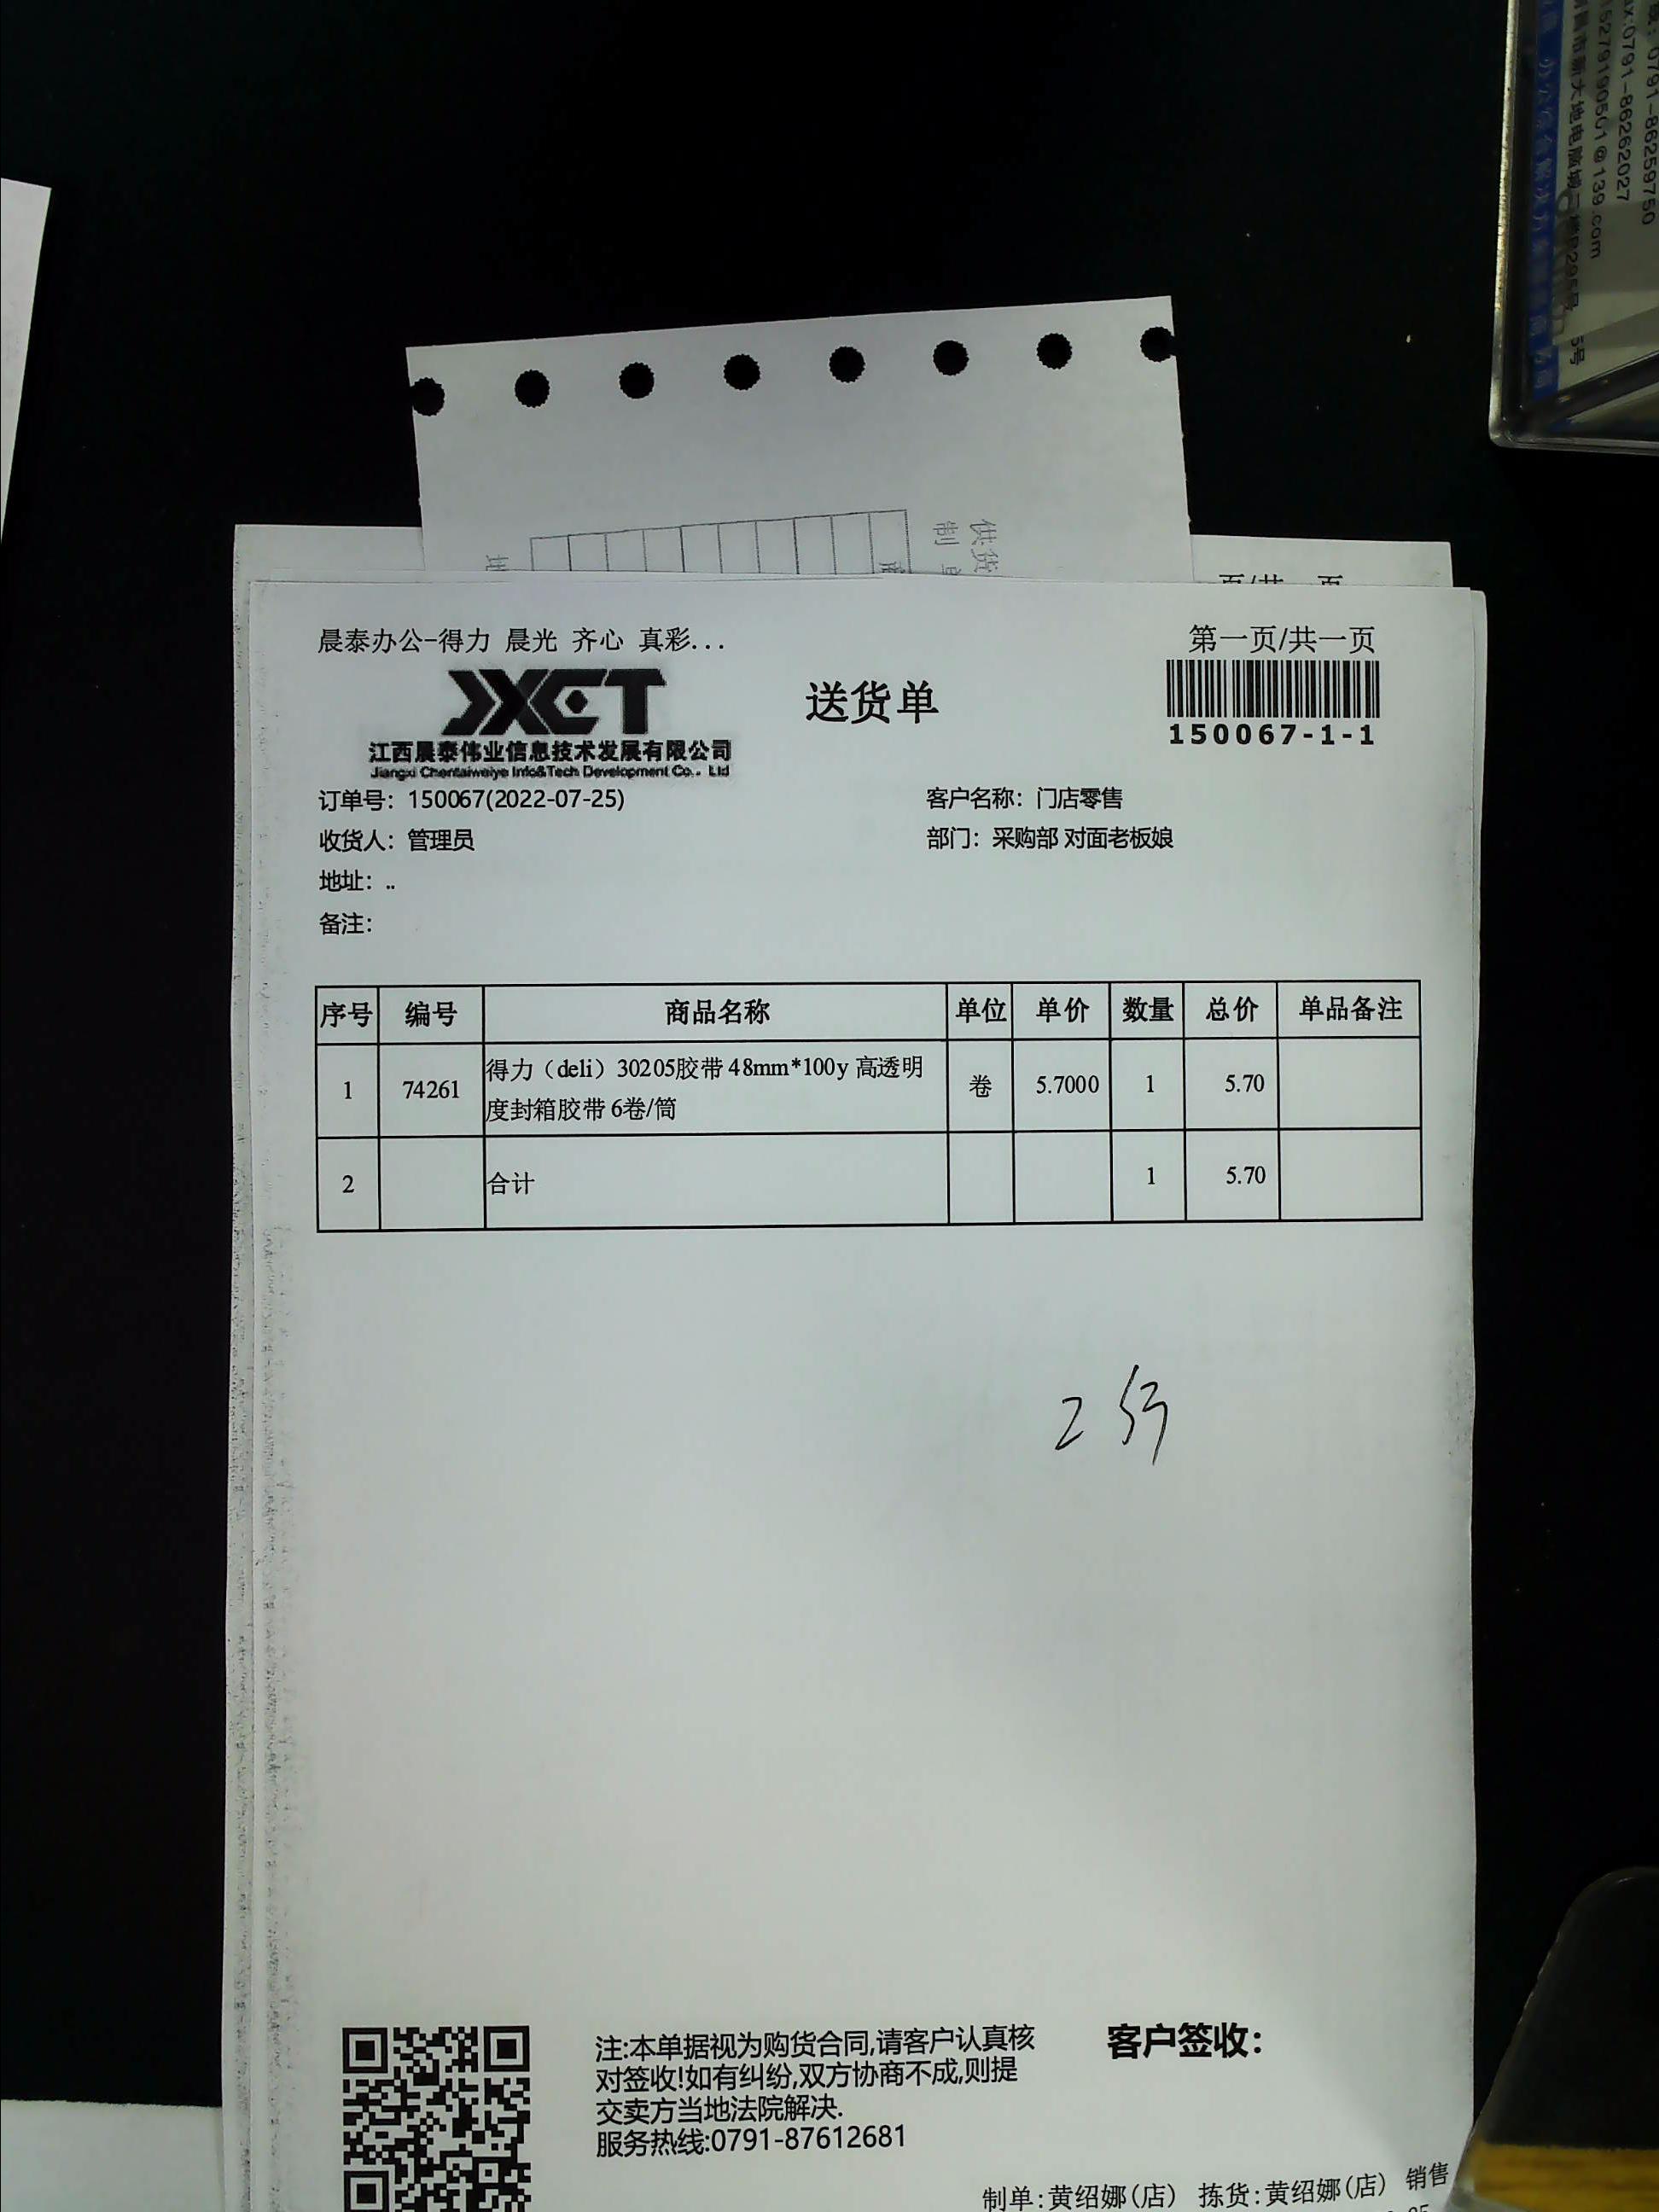 晨泰办公-得力 晨光 齐心 真彩...
第一页/共一页
JXCT
送货单
150067-1-1
江西晨泰伟业信息技术发展有限公司
Jiangxi Chentaiweiye Info&Tech Development Co., Ltd
订单号：150067(2022-07-25)
客户名称：门店零售
收货人：管理员
部门：采购部 对面老板娘
地址：..
备注：
序号 编号 商品名称 单位 单价 数量 总价 单品备注
1 74261 得力（deli）30205胶带 48mm*100y 高透明度封箱胶带 6卷/筒 卷 5.7000 1 5.70
2 合计 1 5.70
注:本单据视为购货合同,请客户认真核
对签收!如有纠纷,双方协商不成,则提
交卖方当地法院解决.
服务热线:0791-87612681
客户签收：
制单:黄绍娜(店) 拣货:黄绍娜(店) 销售
供货
制
页/共 页
0791-86259750
ax:0791-86262027
15279190501@139.com